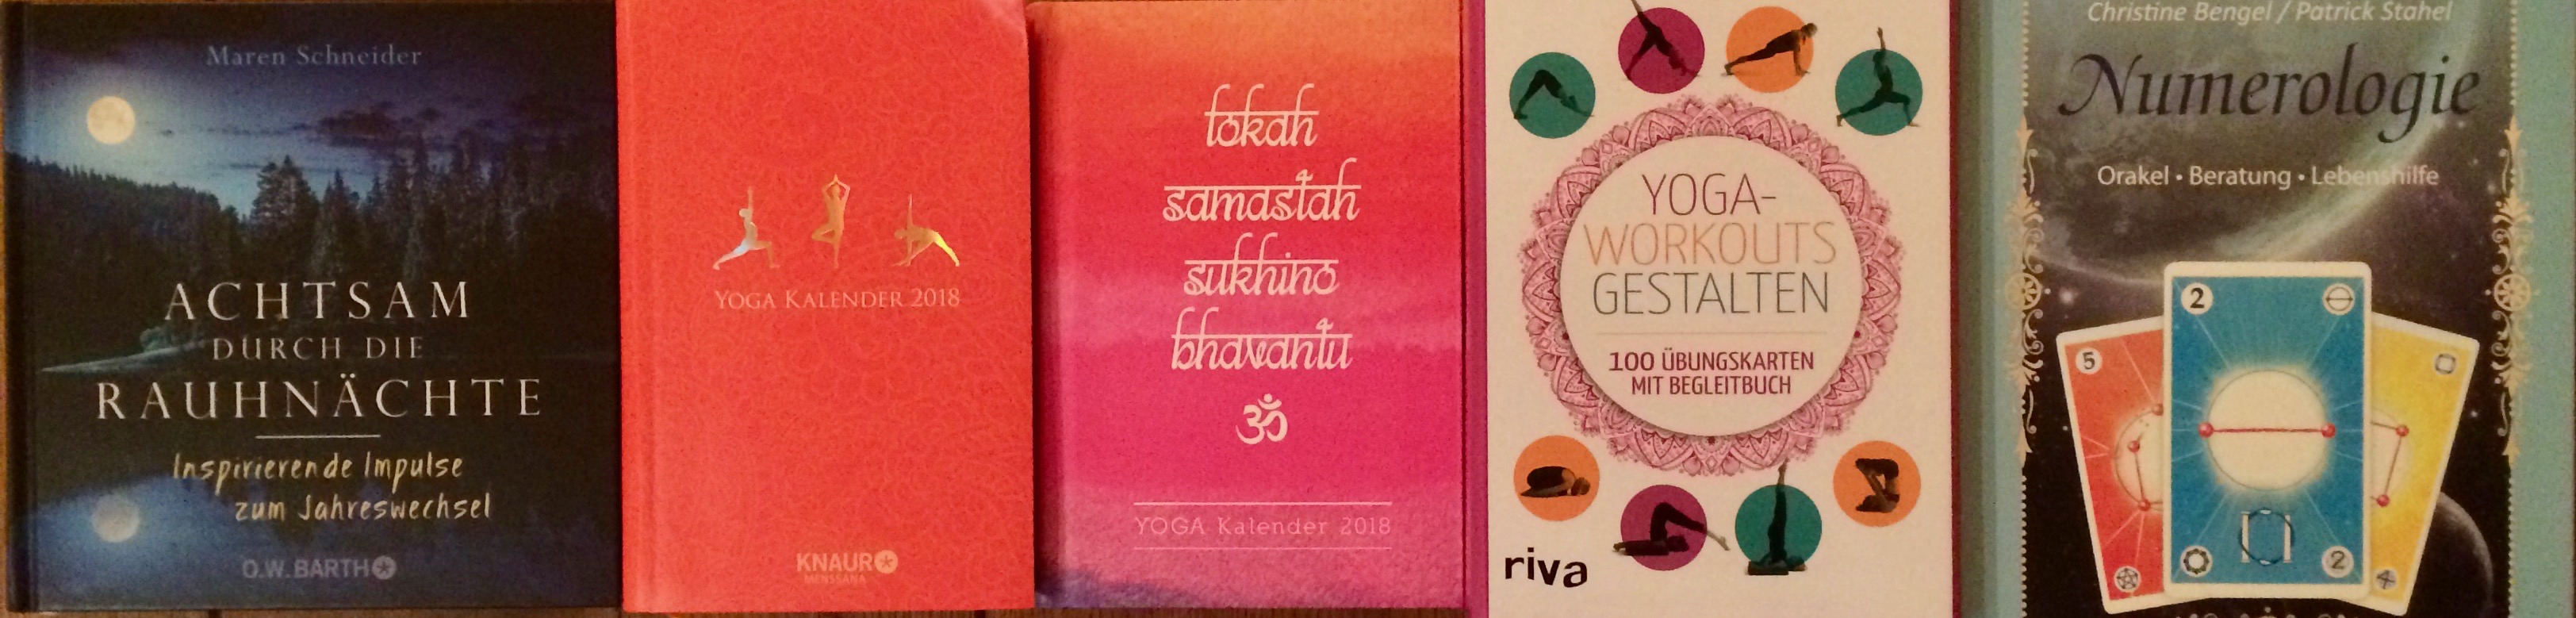 Maren Schneider
ACHTSAM
DURCH DIE
RAUHNÄCHTE
Inspirierende Impulse
zum Jahreswechsel
O.W. BARTH
YOGA KALENDER 2018
KNAUR
MENSSANA
lokah
samastah
sukhino
bhavantu
ॐ
YOGA Kalender 2018
YOGA-
WORKOUTS
GESTALTEN
100 ÜBUNGSKARTEN
MIT BEGLEITBUCH
riva
Christine Bengel / Patrick Stahel
Numerologie
Orakel • Beratung • Lebenshilfe
5
2
2